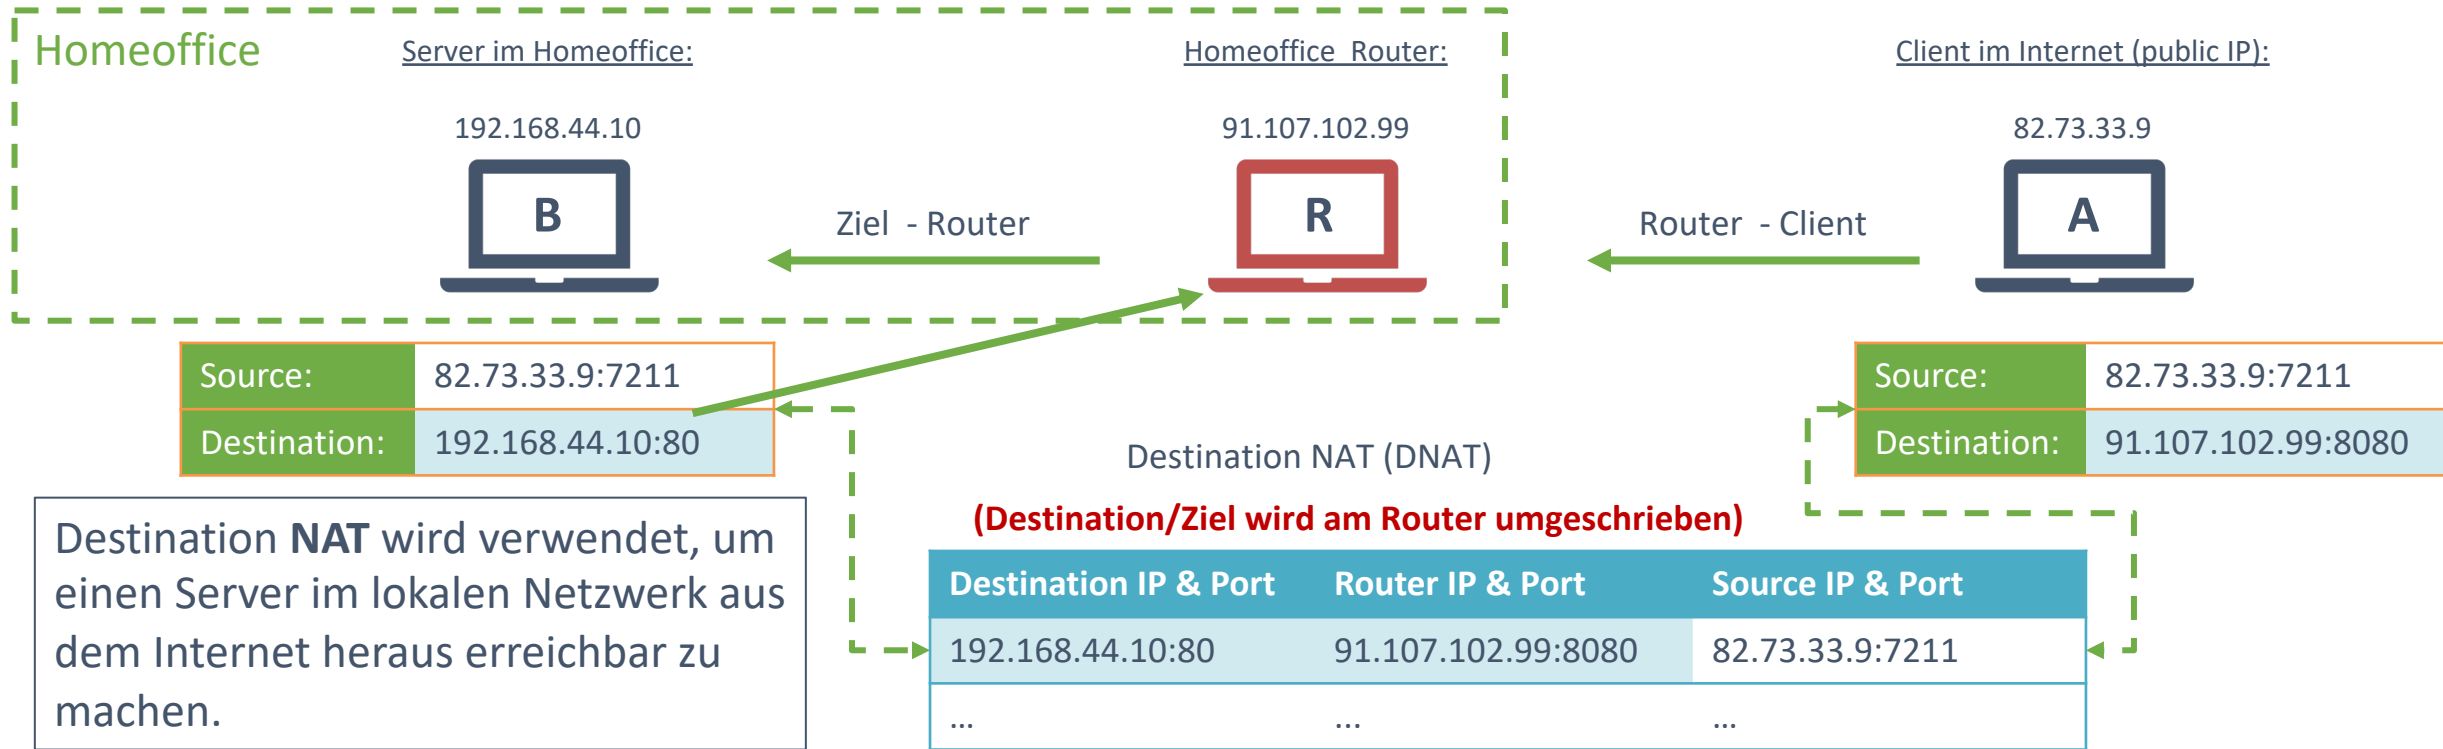 Homeoffice
Server im Homeoffice:
Homeoffice Router:
Client im Internet (public IP):
192.168.44.10
91.107.102.99
82.73.33.9
B
R
A
Ziel - Router
Router - Client
Source: 82.73.33.9:7211
Destination: 192.168.44.10:80
Source: 82.73.33.9:7211
Destination: 91.107.102.99:8080
Destination NAT (DNAT)
(Destination/Ziel wird am Router umgeschrieben)
Destination NAT wird verwendet, um
einen Server im lokalen Netzwerk aus
dem Internet heraus erreichbar zu
machen.
Destination IP & Port Router IP & Port Source IP & Port
192.168.44.10:80 91.107.102.99:8080 82.73.33.9:7211
... ... ...